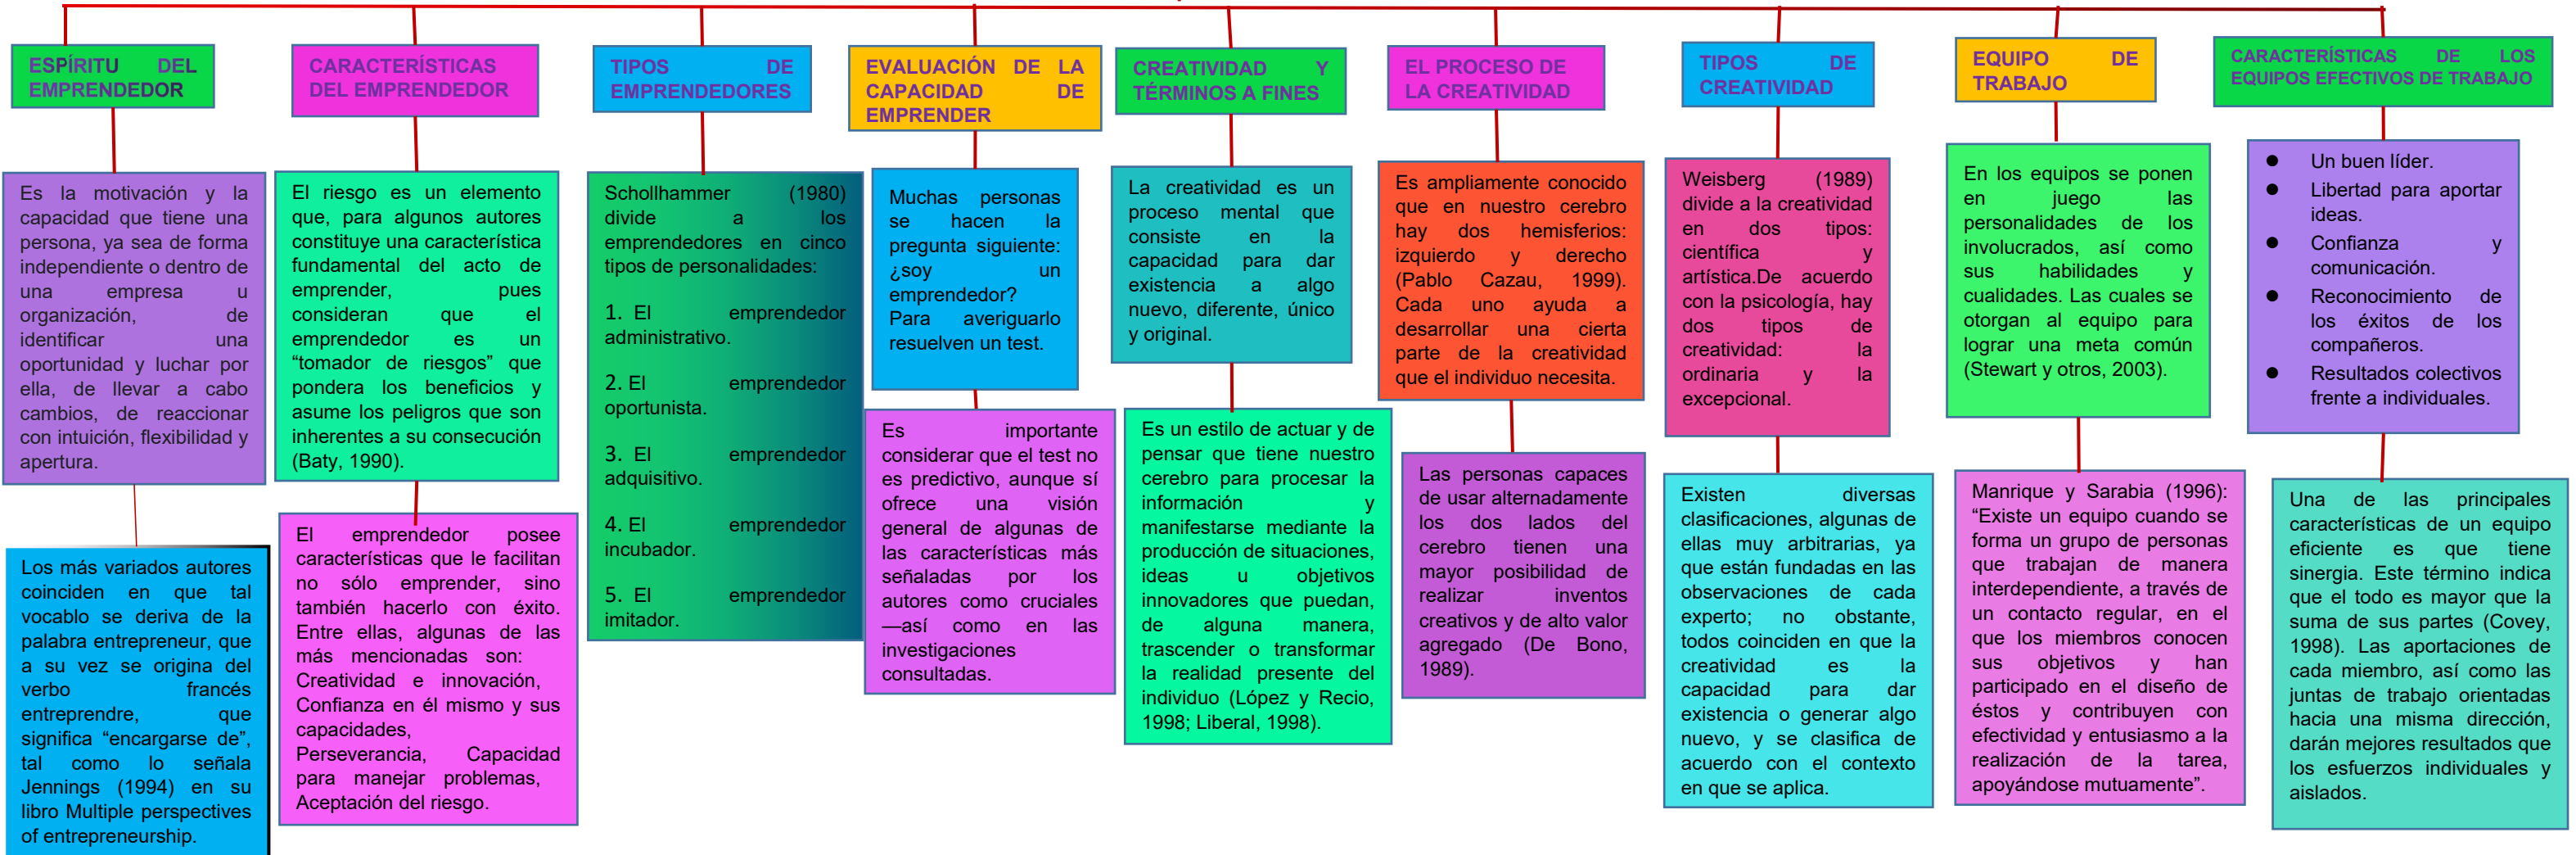 ESPÍRITU DEL
EMPRENDEDOR
Es la motivación y la
capacidad que tiene una
persona, ya sea de forma
independiente o dentro de
una empresa u
organización, de
identificar una
oportunidad y luchar por
ella, de llevar a cabo
cambios, de reaccionar
con intuición, flexibilidad y
apertura.
Los más variados autores
coinciden en que tal
vocablo se deriva de la
palabra entrepreneur, que
a su vez se origina del
verbo francés
entreprendre, que
significa “encargarse de”,
tal como lo señala
Jennings (1994) en su
libro Multiple perspectives
of entrepreneurship.
CARACTERÍSTICAS
DEL EMPRENDEDOR
El riesgo es un elemento
que, para algunos autores
constituye una característica
fundamental del acto de
emprender, pues
consideran que el
emprendedor es un
“tomador de riesgos” que
pondera los beneficios y
asume los peligros que son
inherentes a su consecución
(Baty, 1990).
El emprendedor posee
características que le facilitan
no sólo emprender, sino
también hacerlo con éxito.
Entre ellas, algunas de las
más mencionadas son:
Creatividad e innovación,
Confianza en él mismo y sus
capacidades,
Perseverancia, Capacidad
para manejar problemas,
Aceptación del riesgo.
TIPOS DE
EMPRENDEDORES
Schollhammer (1980)
divide a los
emprendedores en cinco
tipos de personalidades:
1. El emprendedor
administrativo.
2. El emprendedor
oportunista.
3. El emprendedor
adquisitivo.
4. El emprendedor
incubador.
5. El emprendedor
imitador.
EVALUACIÓN DE LA
CAPACIDAD DE
EMPRENDER
Muchas personas
se hacen la
pregunta siguiente:
¿soy un
emprendedor?
Para averiguarlo
resuelven un test.
Es importante
considerar que el test no
es predictivo, aunque sí
ofrece una visión
general de algunas de
las características más
señaladas por los
autores como cruciales
—así como en las
investigaciones
consultadas.
CREATIVIDAD Y
TÉRMINOS A FINES
La creatividad es un
proceso mental que
consiste en la
capacidad para dar
existencia a algo
nuevo, diferente, único
y original.
Es un estilo de actuar y de
pensar que tiene nuestro
cerebro para procesar la
información y
manifestarse mediante la
producción de situaciones,
ideas u objetivos
innovadores que puedan,
de alguna manera,
trascender o transformar
la realidad presente del
individuo (López y Recio,
1998; Liberal, 1998).
EL PROCESO DE
LA CREATIVIDAD
Es ampliamente conocido
que en nuestro cerebro
hay dos hemisferios:
izquierdo y derecho
(Pablo Cazau, 1999).
Cada uno ayuda a
desarrollar una cierta
parte de la creatividad
que el individuo necesita.
Las personas capaces
de usar alternadamente
los dos lados del
cerebro tienen una
mayor posibilidad de
realizar inventos
creativos y de alto valor
agregado (De Bono,
1989).
TIPOS DE
CREATIVIDAD
Weisberg (1989)
divide a la creatividad
en dos tipos:
científica y
artística.De acuerdo
con la psicología, hay
dos tipos de
creatividad: la
ordinaria y la
excepcional.
Existen diversas
clasificaciones, algunas de
ellas muy arbitrarias, ya
que están fundadas en las
observaciones de cada
experto; no obstante,
todos coinciden en que la
creatividad es la
capacidad para dar
existencia o generar algo
nuevo, y se clasifica de
acuerdo con el contexto
en que se aplica.
EQUIPO DE
TRABAJO
En los equipos se ponen
en juego las
personalidades de los
involucrados, así como
sus habilidades y
cualidades. Las cuales se
otorgan al equipo para
lograr una meta común
(Stewart y otros, 2003).
Manrique y Sarabia (1996):
“Existe un equipo cuando se
forma un grupo de personas
que trabajan de manera
interdependiente, a través de
un contacto regular, en el
que los miembros conocen
sus objetivos y han
participado en el diseño de
éstos y contribuyen con
efectividad y entusiasmo a la
realización de la tarea,
apoyándose mutuamente”.
CARACTERÍSTICAS DE LOS
EQUIPOS EFECTIVOS DE TRABAJO
● Un buen líder.
● Libertad para aportar
ideas.
● Confianza y
comunicación.
● Reconocimiento de
los éxitos de los
compañeros.
● Resultados colectivos
frente a individuales.
Una de las principales
características de un equipo
eficiente es que tiene
sinergia. Este término indica
que el todo es mayor que la
suma de sus partes (Covey,
1998). Las aportaciones de
cada miembro, así como las
juntas de trabajo orientadas
hacia una misma dirección,
darán mejores resultados que
los esfuerzos individuales y
aislados.